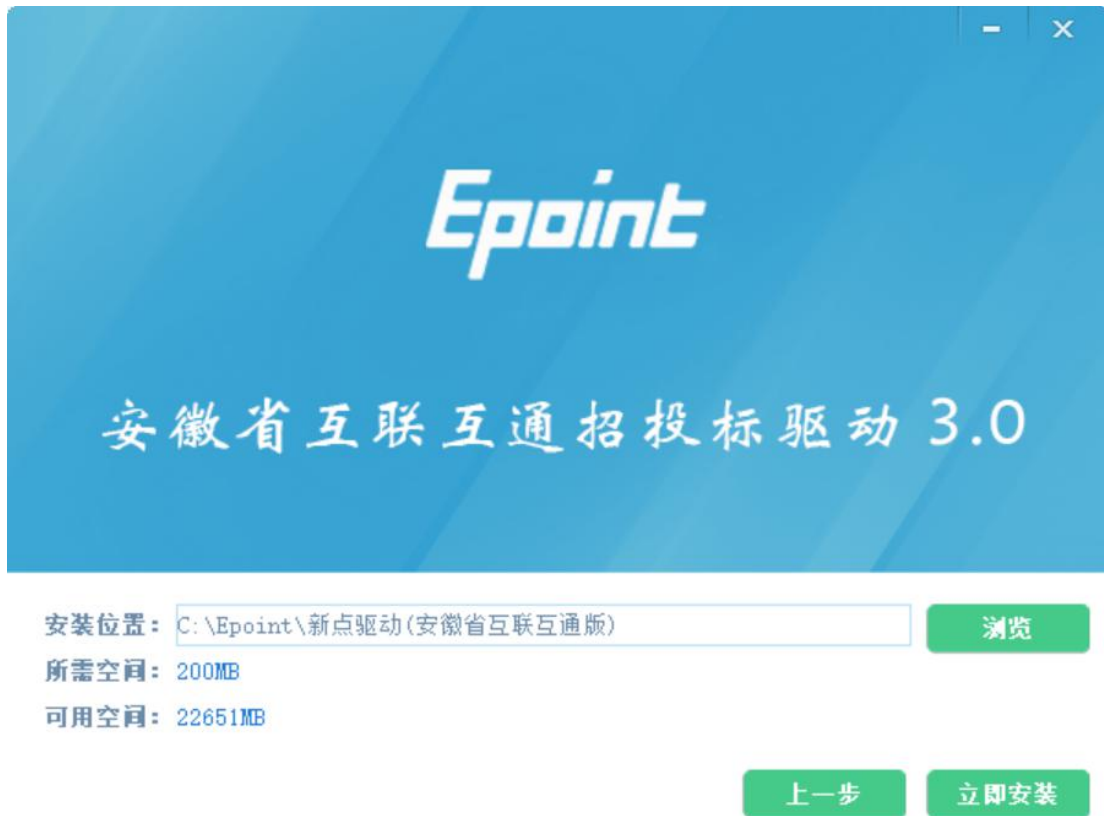 Epoint
安徽省互联互通招投标驱动 3.0
安装位置： C:\Epoint\新点驱动(安徽省互联互通版) 浏览
所需空间： 200MB
可用空间： 22651MB
上一步 立即安装